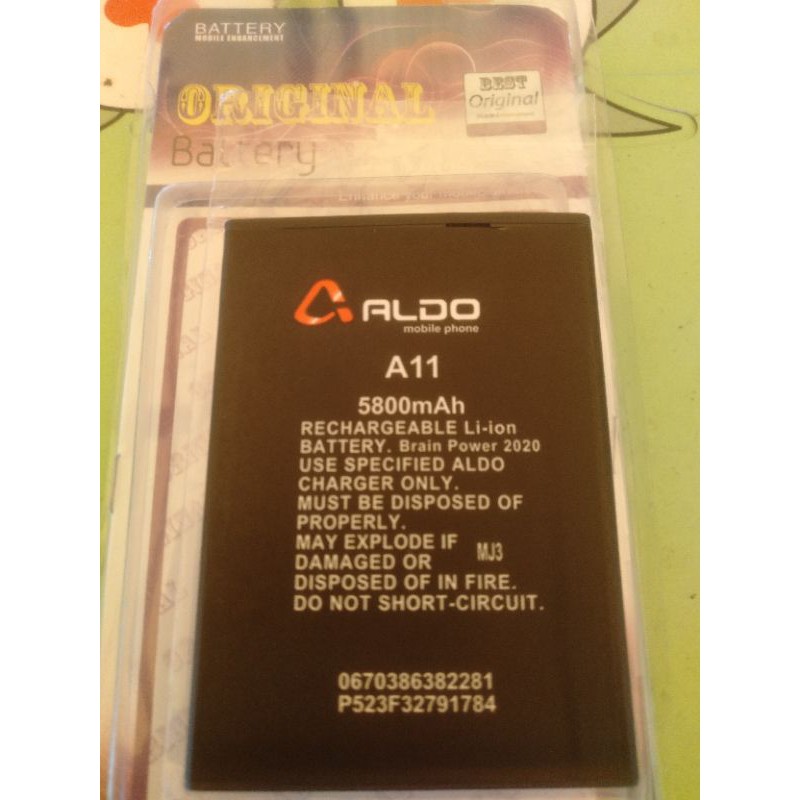 BATTERY
MOBILE ENHANCEMENT
ORIGINAL
Battery
BEST
Original
Enhance your
ALDO
mobile phone
A11
5800mAh
RECHARGEABLE Li-ion
BATTERY. Brain Power 2020
USE SPECIFIED ALDO
CHARGER ONLY.
MUST BE DISPOSED OF
PROPERLY.
MAY EXPLODE IF
DAMAGED OR
MJ3
DISPOSED OF IN FIRE.
DO NOT SHORT-CIRCUIT.
0670386382281
P523F32791784